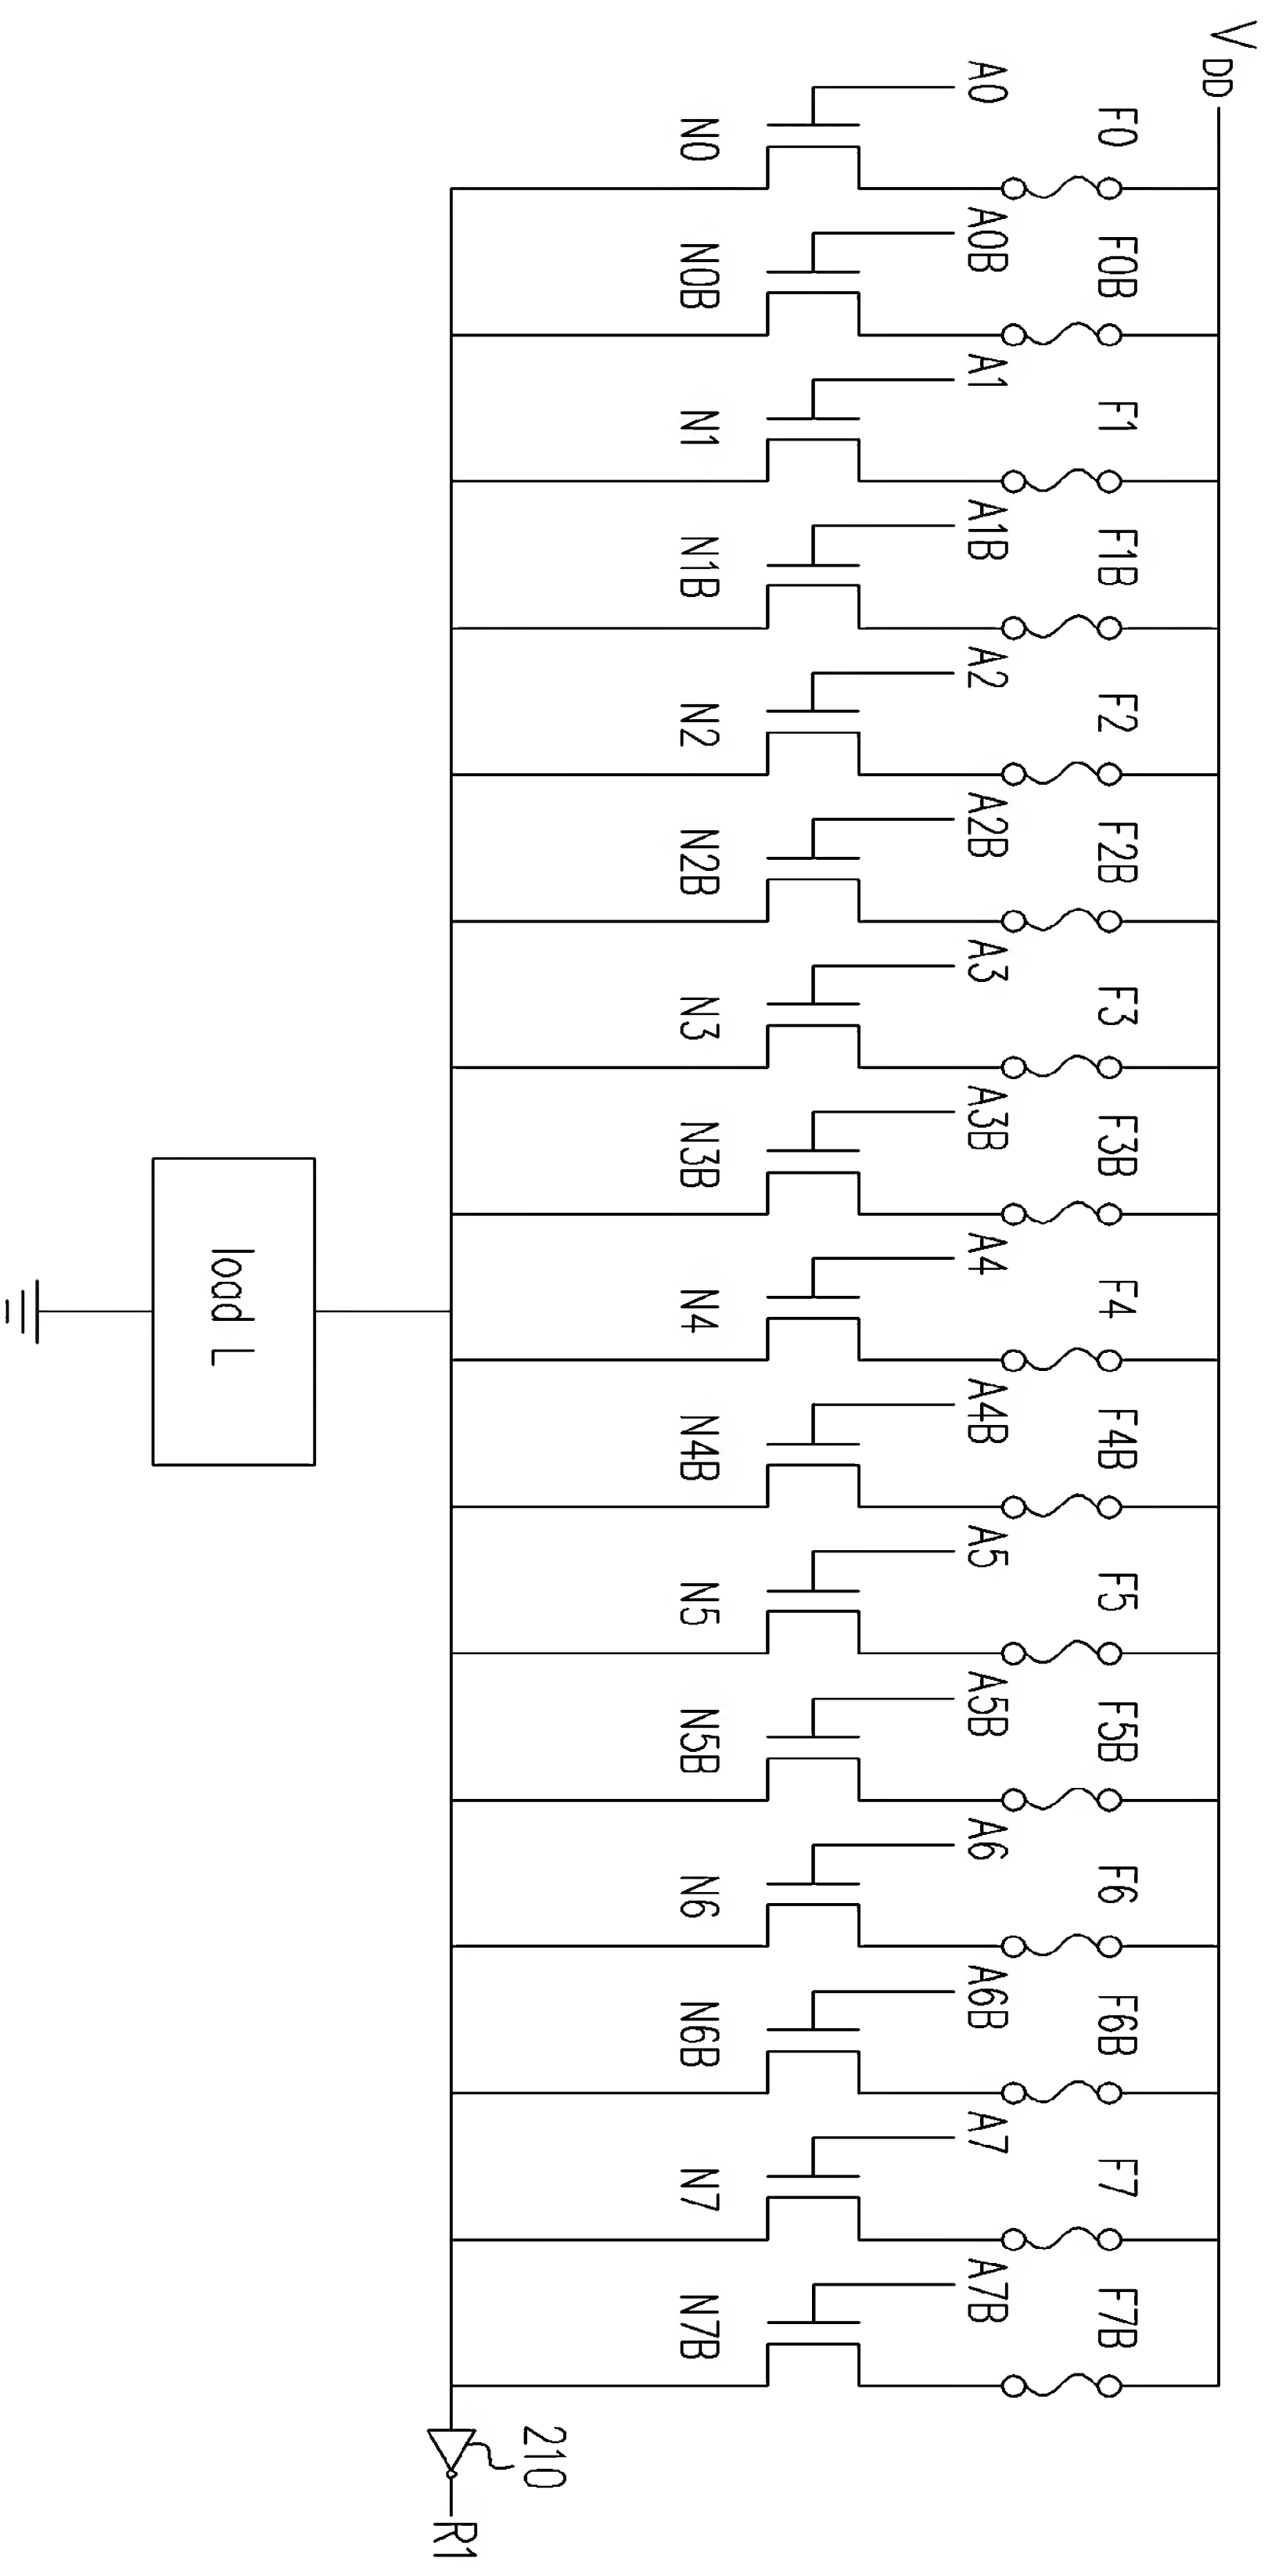 VDD
F0 F0B F1 F1B F2 F2B F3 F3B F4 F4B F5 F5B F6 F6B F7 F7B
A0 A0B A1 A1B A2 A2B A3 A3B A4 A4B A5 A5B A6 A6B A7 A7B
N0 N0B N1 N1B N2 N2B N3 N3B N4 N4B N5 N5B N6 N6B N7 N7B
210
R1
load L